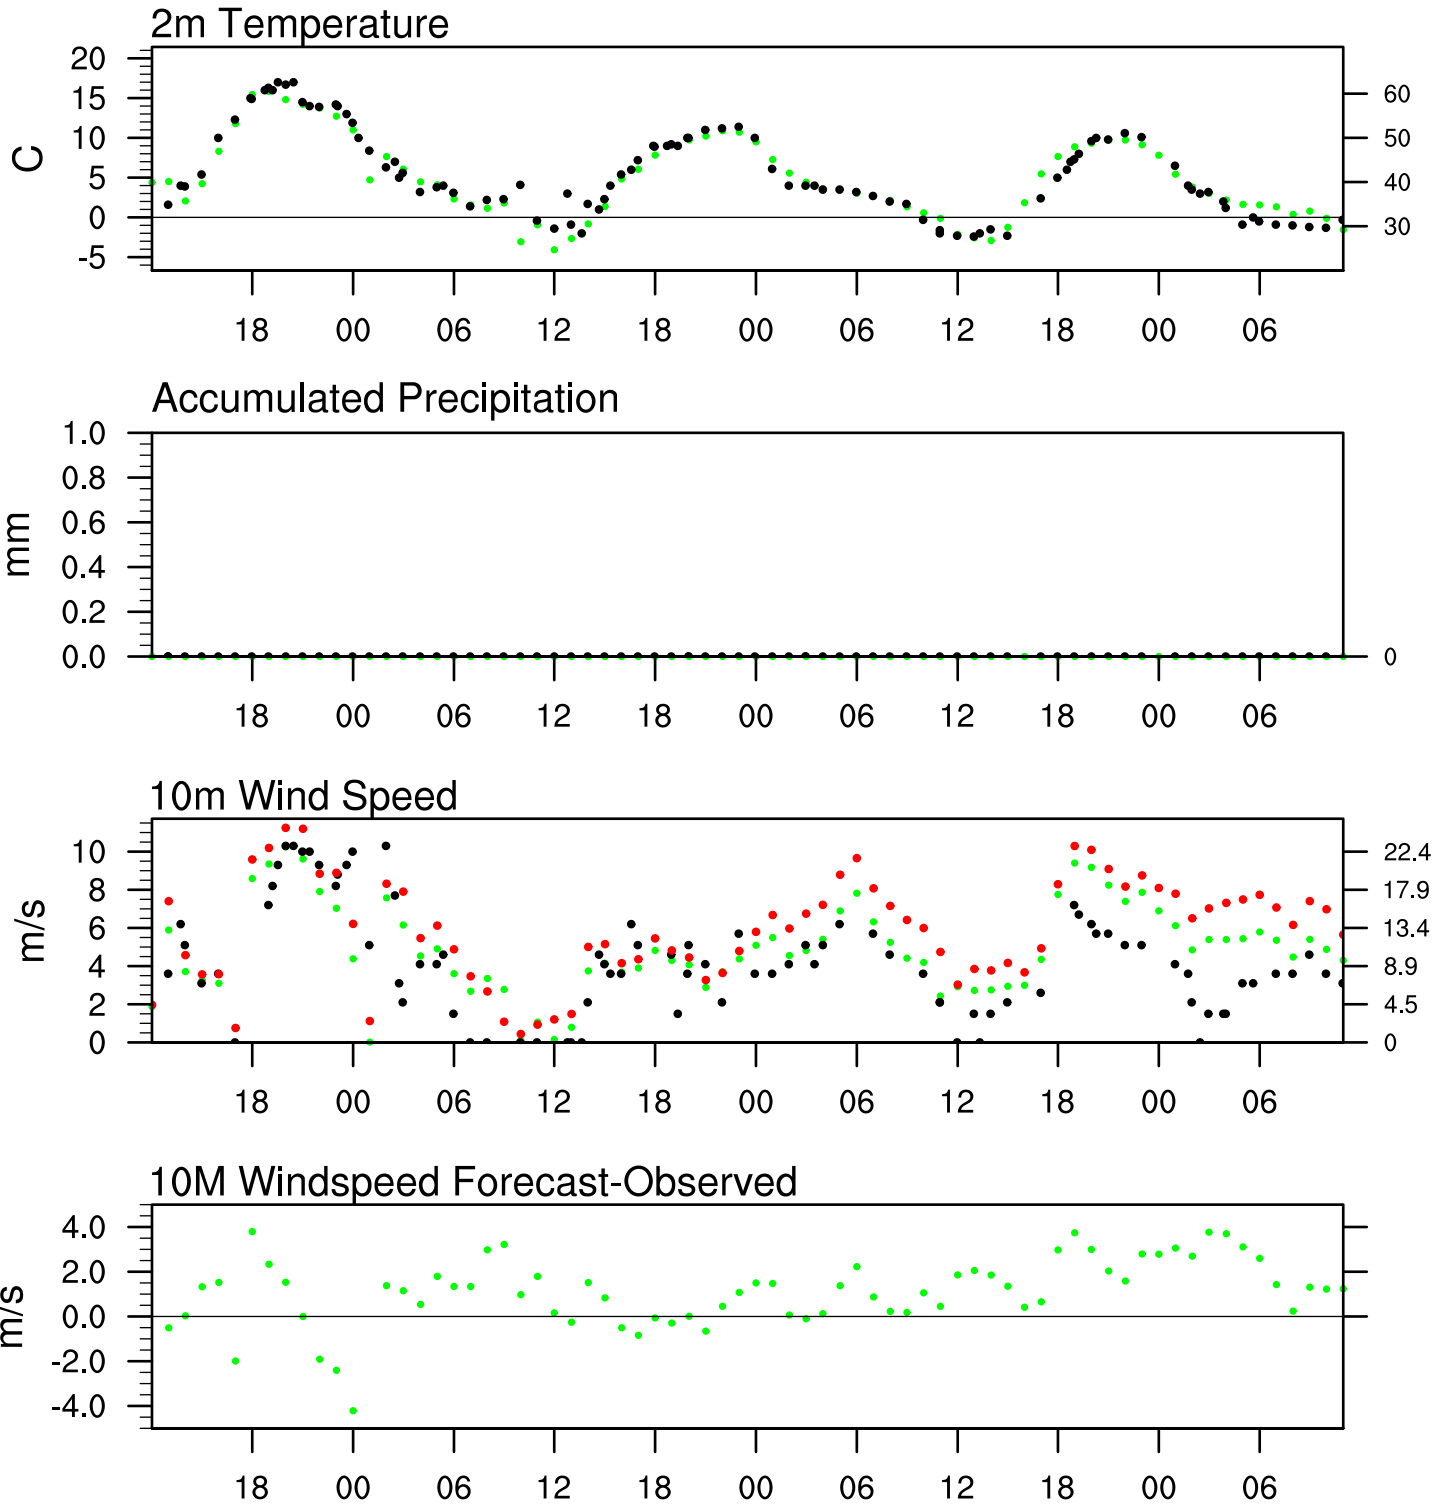 2m Temperature
20
15
10
5
0
-5
C
60
50
40
30
18 00 06 12 18 00 06 12 18 00 06
Accumulated Precipitation
1.0
0.8
0.6
0.4
0.2
0.0
mm
0
18 00 06 12 18 00 06 12 18 00 06
10m Wind Speed
10
8
6
4
2
0
m/s
22.4
17.9
13.4
8.9
4.5
0
18 00 06 12 18 00 06 12 18 00 06
10M Windspeed Forecast-Observed
4.0
2.0
0.0
-2.0
-4.0
m/s
18 00 06 12 18 00 06 12 18 00 06